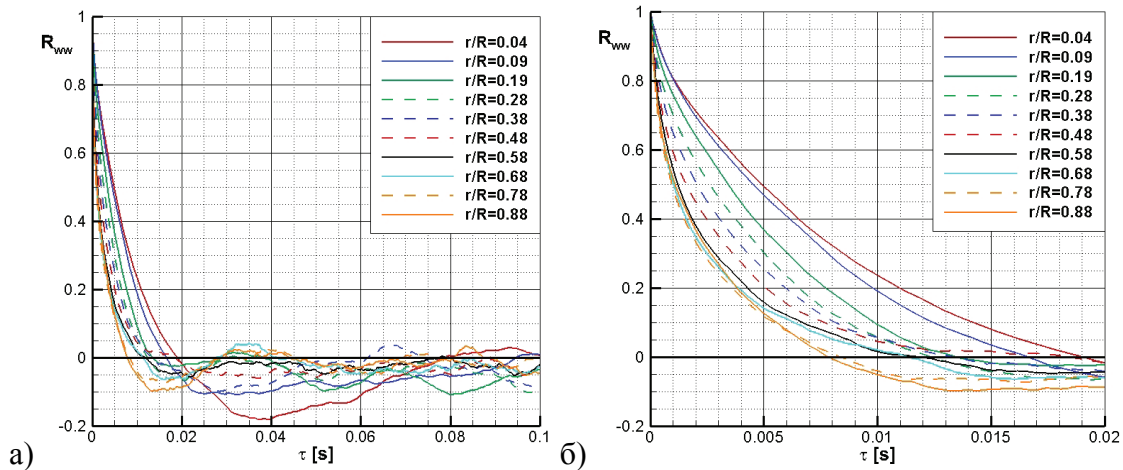 1
0.8
0.6
0.4
0.2
0
-0.2
R_ww
r/R=0.04
r/R=0.09
r/R=0.19
r/R=0.28
r/R=0.38
r/R=0.48
r/R=0.58
r/R=0.68
r/R=0.78
r/R=0.88
0 0.02 0.04 0.06 0.08 0.1
τ [s]
а)
1
0.8
0.6
0.4
0.2
0
-0.2
R_ww
r/R=0.04
r/R=0.09
r/R=0.19
r/R=0.28
r/R=0.38
r/R=0.48
r/R=0.58
r/R=0.68
r/R=0.78
r/R=0.88
0 0.005 0.01 0.015 0.02
τ [s]
б)